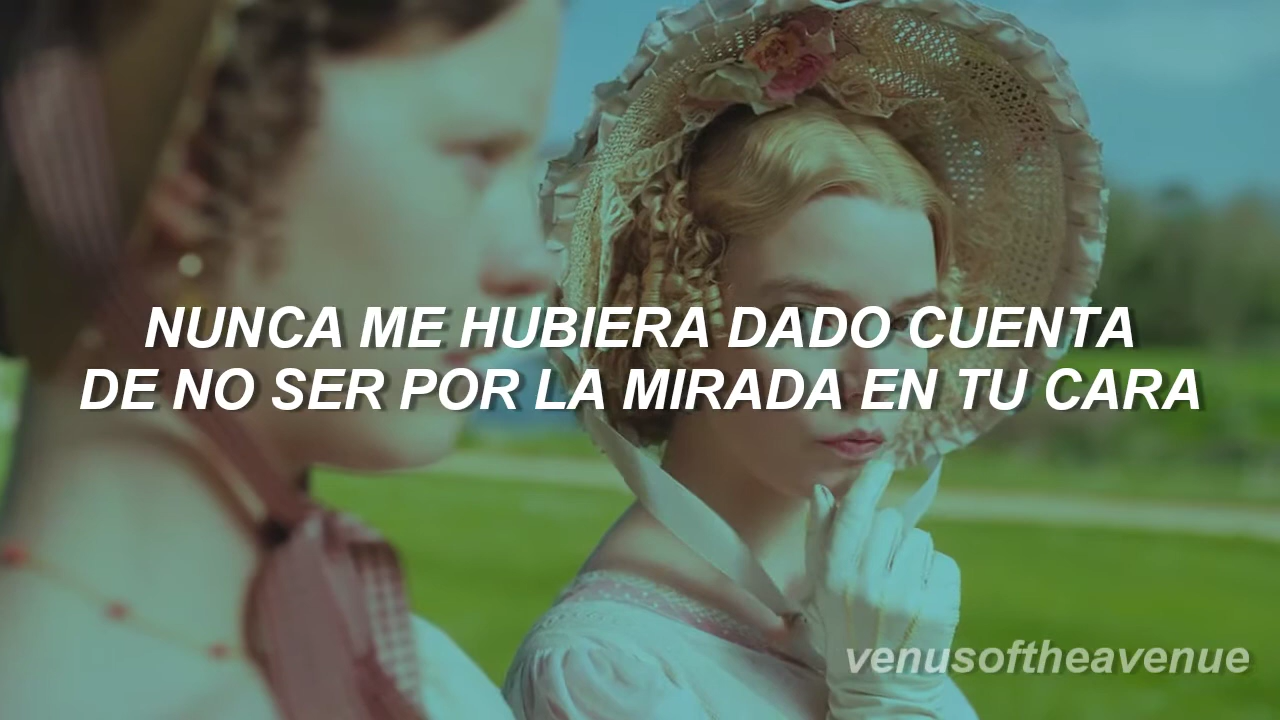 NUNCA ME HUBIERA DADO CUENTA
DE NO SER POR LA MIRADA EN TU CARA
venusoftheavenue